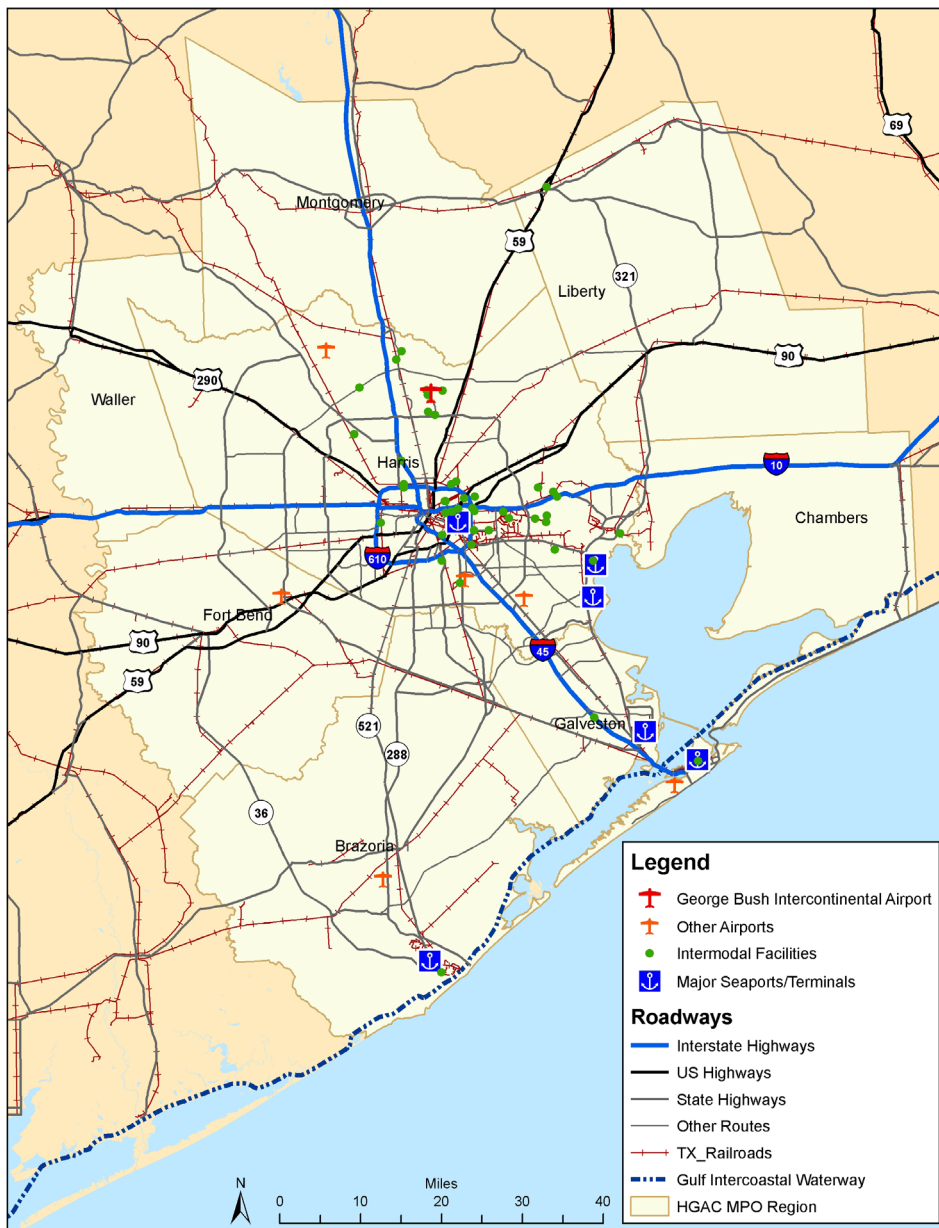 69
Montgomery
59
321
Liberty
290
90
Waller
Harris
10
Chambers
610
Fort Bend
90
45
59
521
Galveston
288
36
Brazoria
Legend
George Bush Intercontinental Airport
Other Airports
Intermodal Facilities
Major Seaports/Terminals
Roadways
Interstate Highways
US Highways
State Highways
Other Routes
TX_Railroads
Gulf Intercoastal Waterway
HGAC MPO Region
N
Miles
0 10 20 30 40